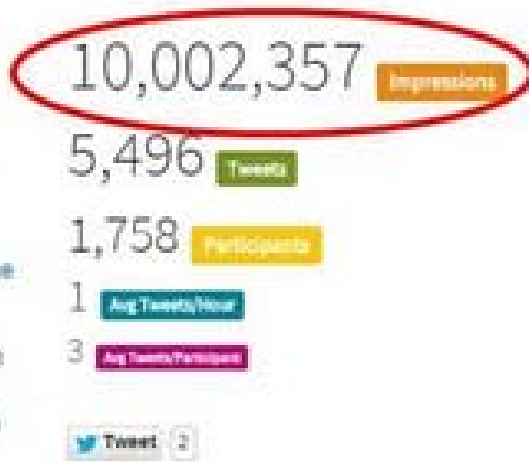 10,002,357 Impressions
5,496 Tweets
1,758 Participants
1 Avg Tweets/Hour
3 Avg Tweets/Participant
Tweet 2